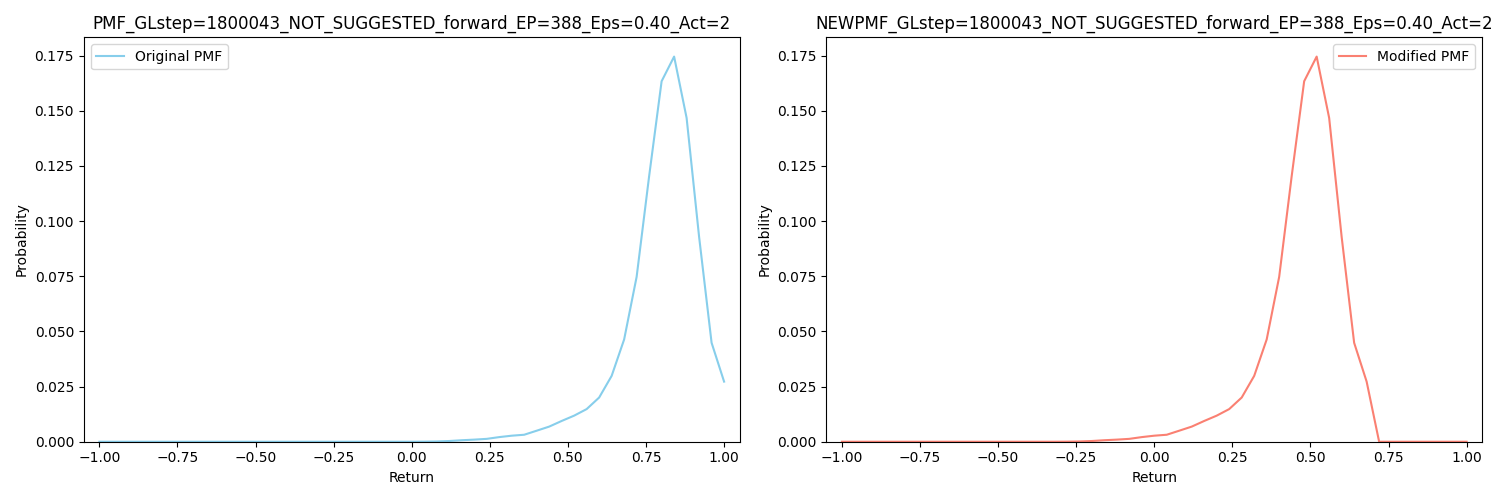 PMF_GLstep=1800043_NOT_SUGGESTED_forward_EP=388_Eps=0.40_Act=2
Original PMF
0.175
0.150
0.125
0.100
0.075
0.050
0.025
0.000
Probability
−1.00 −0.75 −0.50 −0.25 0.00 0.25 0.50 0.75 1.00
Return
NEWPMF_GLstep=1800043_NOT_SUGGESTED_forward_EP=388_Eps=0.40_Act=2
Modified PMF
0.175
0.150
0.125
0.100
0.075
0.050
0.025
0.000
Probability
−1.00 −0.75 −0.50 −0.25 0.00 0.25 0.50 0.75 1.00
Return